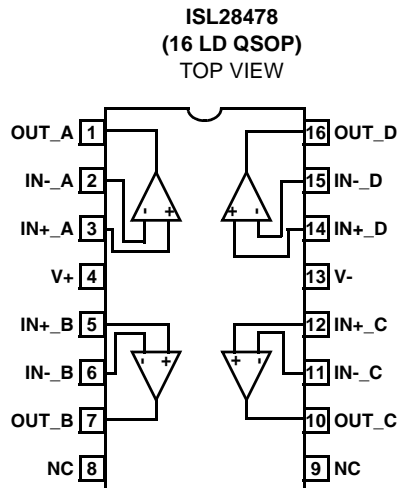 ISL28478
(16 LD QSOP)
TOP VIEW
OUT_A 1 16 OUT_D
IN-_A 2 15 IN-_D
- + + -
IN+_A 3 14 IN+_D
V+ 4 13 V-
IN+_B 5 12 IN+_C
- + + -
IN-_B 6 11 IN-_C
OUT_B 7 10 OUT_C
NC 8 9 NC